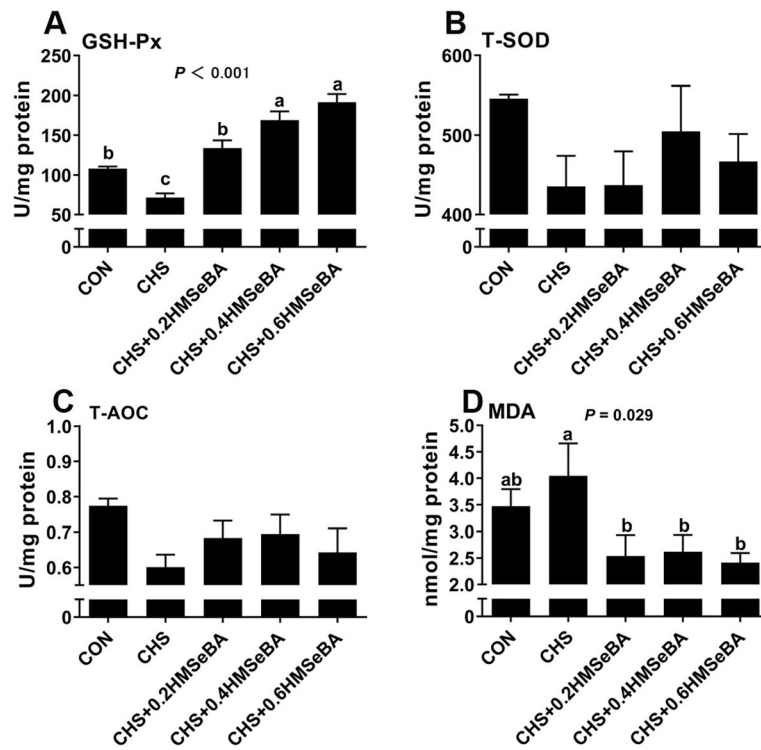 A
GSH-Px
P < 0.001
U/mg protein
250
200
150
100
50
0
b
c
b
a
a
CON
CHS
CHS+0.2HMSeBA
CHS+0.4HMSeBA
CHS+0.6HMSeBA
B
T-SOD
U/mg protein
600
500
400
0
CON
CHS
CHS+0.2HMSeBA
CHS+0.4HMSeBA
CHS+0.6HMSeBA
C
T-AOC
U/mg protein
1.0
0.9
0.8
0.7
0.6
0
CON
CHS
CHS+0.2HMSeBA
CHS+0.4HMSeBA
CHS+0.6HMSeBA
D
MDA
P = 0.029
nmol/mg protein
5.0
4.5
4.0
3.5
3.0
2.5
2.0
0
ab
a
b
b
b
CON
CHS
CHS+0.2HMSeBA
CHS+0.4HMSeBA
CHS+0.6HMSeBA